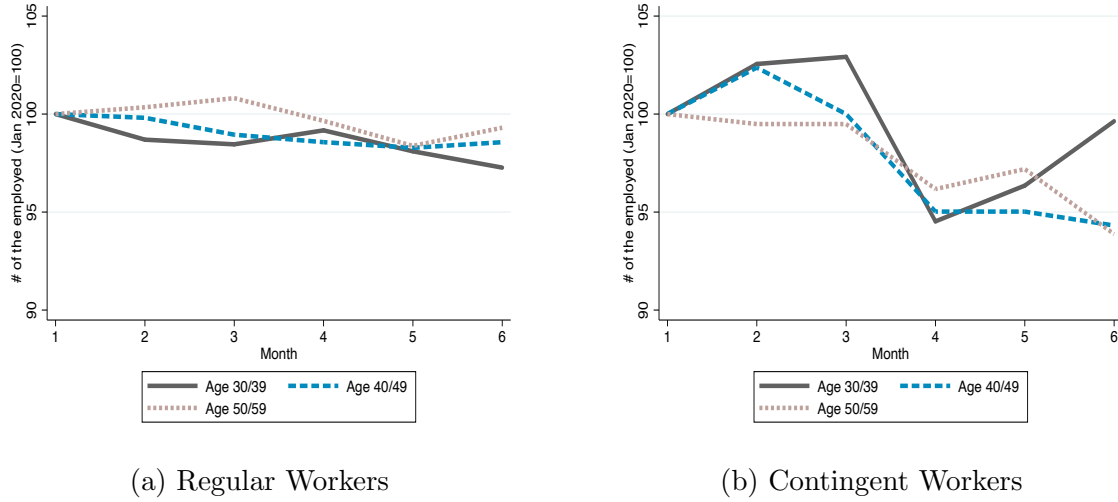 # of the employed (Jan 2020=100)
105
100
95
90
1 2 3 4 5 6
Month
Age 30/39 Age 40/49
Age 50/59
(a) Regular Workers
# of the employed (Jan 2020=100)
105
100
95
90
1 2 3 4 5 6
Month
Age 30/39 Age 40/49
Age 50/59
(b) Contingent Workers